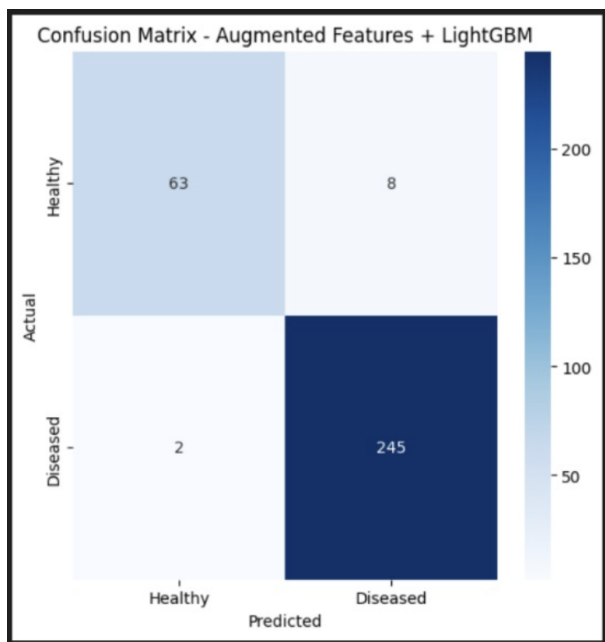 Confusion Matrix - Augmented Features + LightGBM
Healthy
63
8
200
150
Actual
100
Diseased
2
245
50
Healthy
Diseased
Predicted